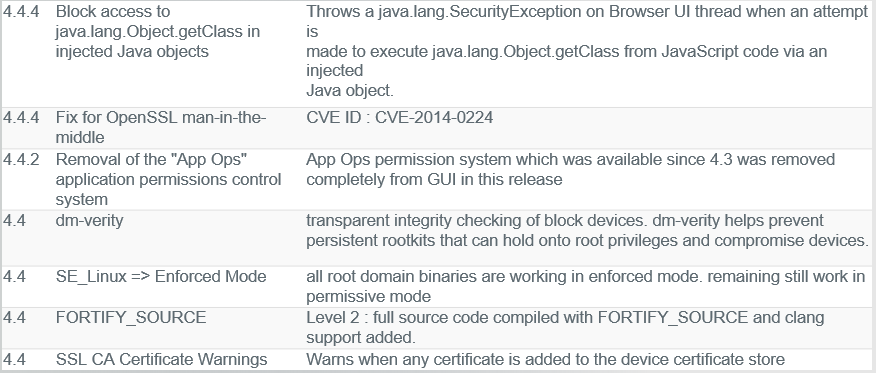 4.4.4 Block access to Throws a java.lang.SecurityException on Browser UI thread when an attempt
java.lang.Object.getClass in is
injected Java objects made to execute java.lang.Object.getClass from JavaScript code via an
injected
Java object.
4.4.4 Fix for OpenSSL man-in-the- CVE ID : CVE-2014-0224
middle
4.4.2 Removal of the "App Ops" App Ops permission system which was available since 4.3 was removed
application permissions control completely from GUI in this release
system
4.4 dm-verity transparent integrity checking of block devices. dm-verity helps prevent
persistent rootkits that can hold onto root privileges and compromise devices.
4.4 SE_Linux => Enforced Mode all root domain binaries are working in enforced mode. remaining still work in
permissive mode
4.4 FORTIFY_SOURCE Level 2 : full source code compiled with FORTIFY_SOURCE and clang
support added.
4.4 SSL CA Certificate Warnings Warns when any certificate is added to the device certificate store